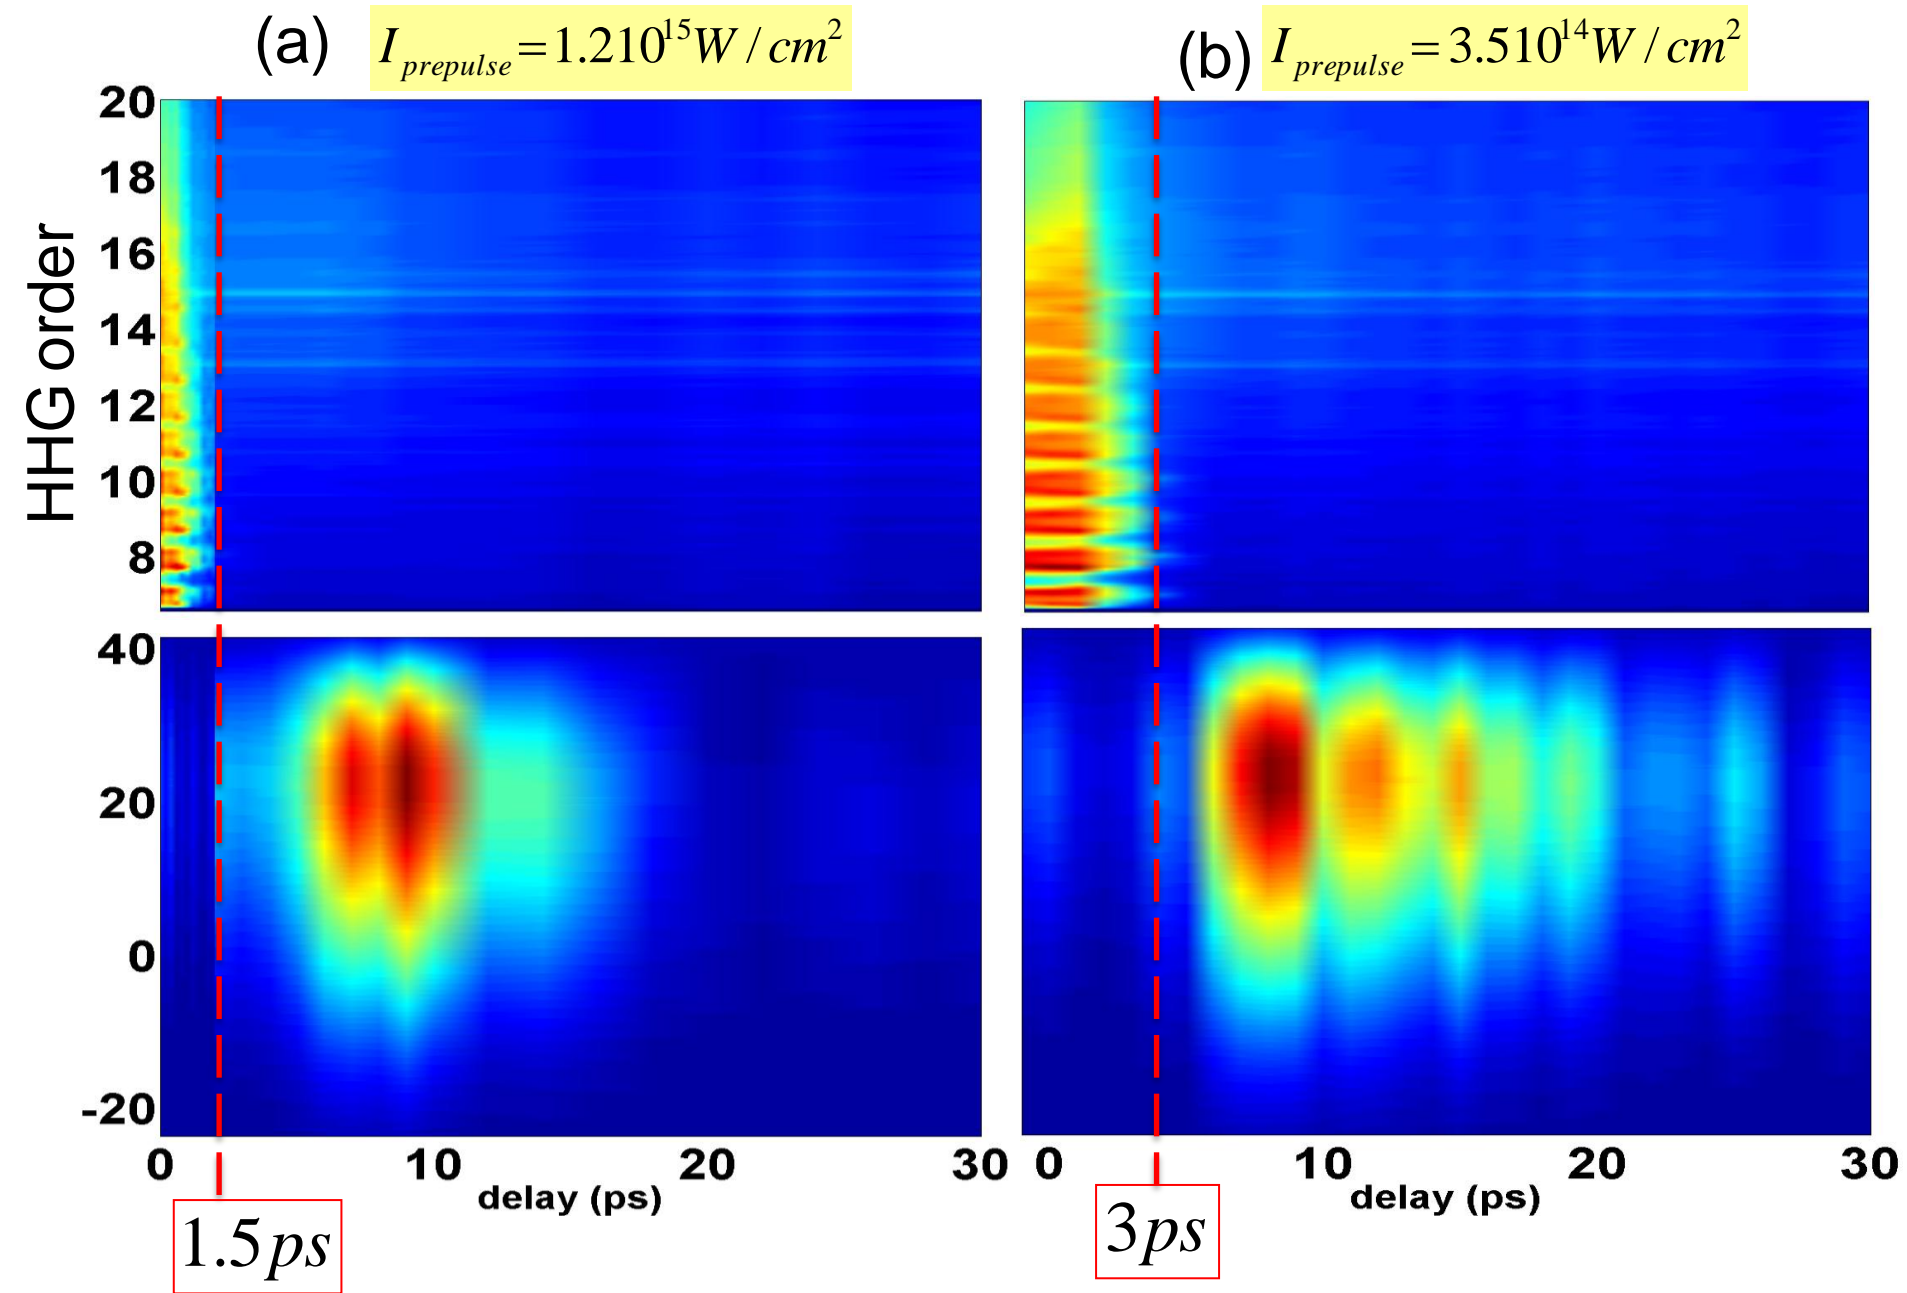 (a) I prepulse = 1.210^15 W / cm^2
(b) I prepulse = 3.510^14 W / cm^2
HHG order
20
18
16
14
12
10
8
40
20
0
-20
0 10 20 30
delay (ps)
0 10 20 30
delay (ps)
1.5ps
3ps